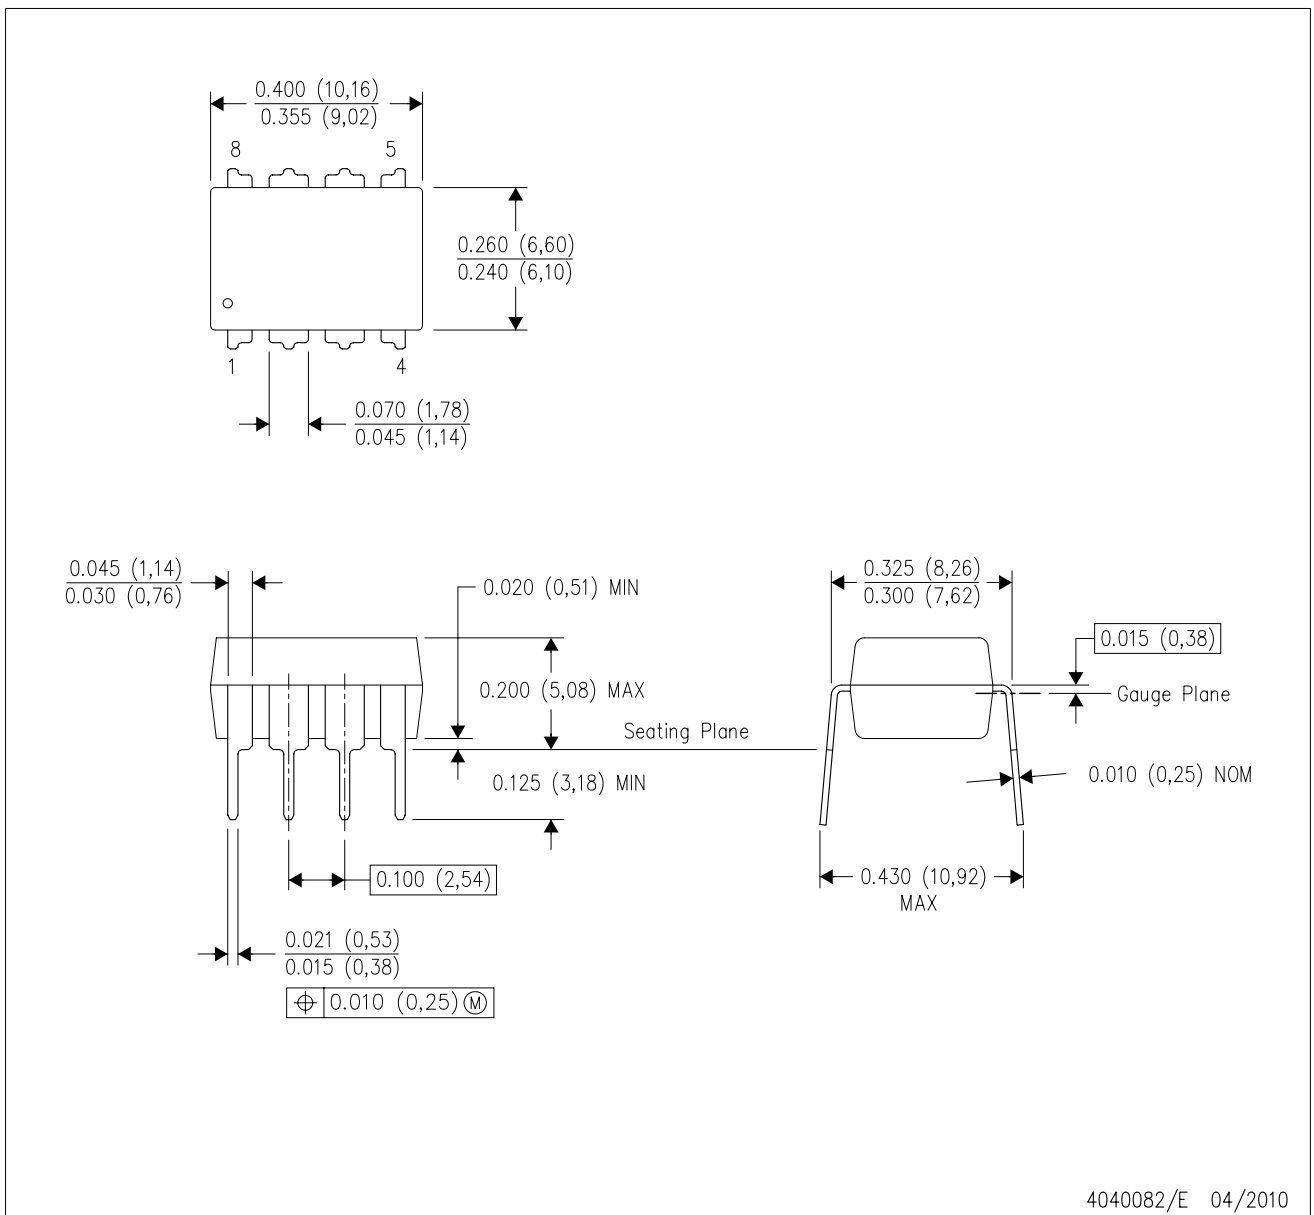 0.400 (10,16)
0.355 (9,02)
8
5
0.260 (6,60)
0.240 (6,10)
1
4
0.070 (1,78)
0.045 (1,14)
0.045 (1,14)
0.030 (0,76)
0.020 (0,51) MIN
0.200 (5,08) MAX
Seating Plane
0.125 (3,18) MIN
0.100 (2,54)
0.021 (0,53)
0.015 (0,38)
⌖ 0.010 (0,25) Ⓜ
0.325 (8,26)
0.300 (7,62)
0.015 (0,38)
Gauge Plane
0.010 (0,25) NOM
0.430 (10,92)
MAX
4040082/E 04/2010